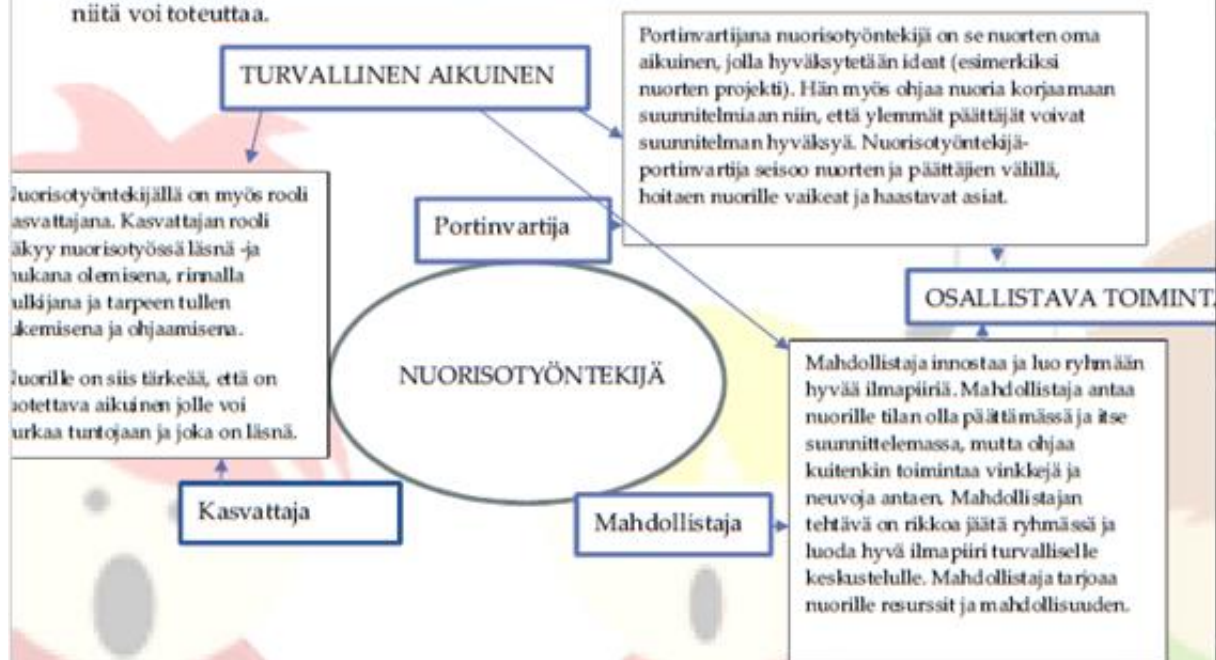 niitä voi toteuttaa.
TURVALLINEN AIKUINEN
Portinvartijana nuorisotyöntekijä on se nuorten oma
aikuinen, jolla hyväksytetään ideat (esimerkiksi
nuorten projekti). Hän myös ohjaa nuoria korjaamaan
suunnitelmiaan niin, että ylemmät päättäjät voivat
suunnitelman hyväksyä. Nuorisotyöntekijä-
portinvartija seisoo nuorten ja päättäjien välillä,
hoitaen nuorille vaikeat ja haastavat asiat.
uorisotyöntekijällä on myös rooli
asvattajana. Kasvattajan rooli
äkyy nuorisotyössä läsnä -ja
ukana olemisena, rinnalla
ulkijana ja tarpeen tullen
kemisena ja ohjaamisena.
uorille on siis tärkeää, että on
otettava aikuinen jolle voi
urkaa tuntojaan ja joka on läsnä.
Portinvartija
OSALLISTAVA TOIMINTA
NUORISOTYÖNTEKIJÄ
Mahdollistaja innostaa ja luo ryhmään
hyvää ilmapiiriä. Mahdollistaja antaa
nuorille tilan olla päättämässä ja itse
suunnittelemassa, mutta ohjaa
kuitenkin toimintaa vinkkejä ja
neuvoja antaen. Mahdollistajan
tehtävä on rikkoa jäätä ryhmässä ja
luoda hyvä ilmapiiri turvalliselle
keskustelulle. Mahdollistaja tarjoaa
nuorille resurssit ja mahdollisuuden.
Kasvattaja
Mahdollistaja